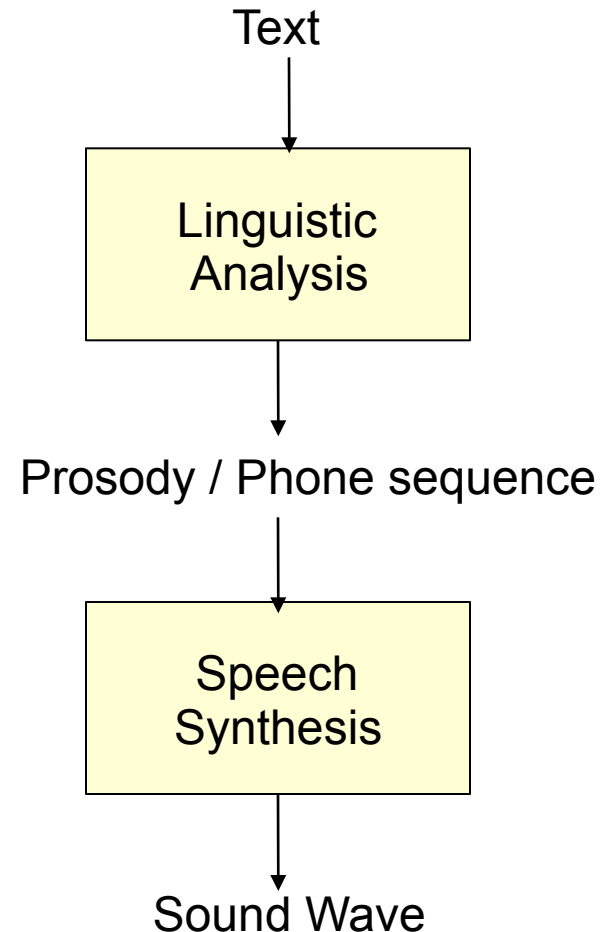 Text
Linguistic
Analysis
Prosody / Phone sequence
Speech
Synthesis
Sound Wave